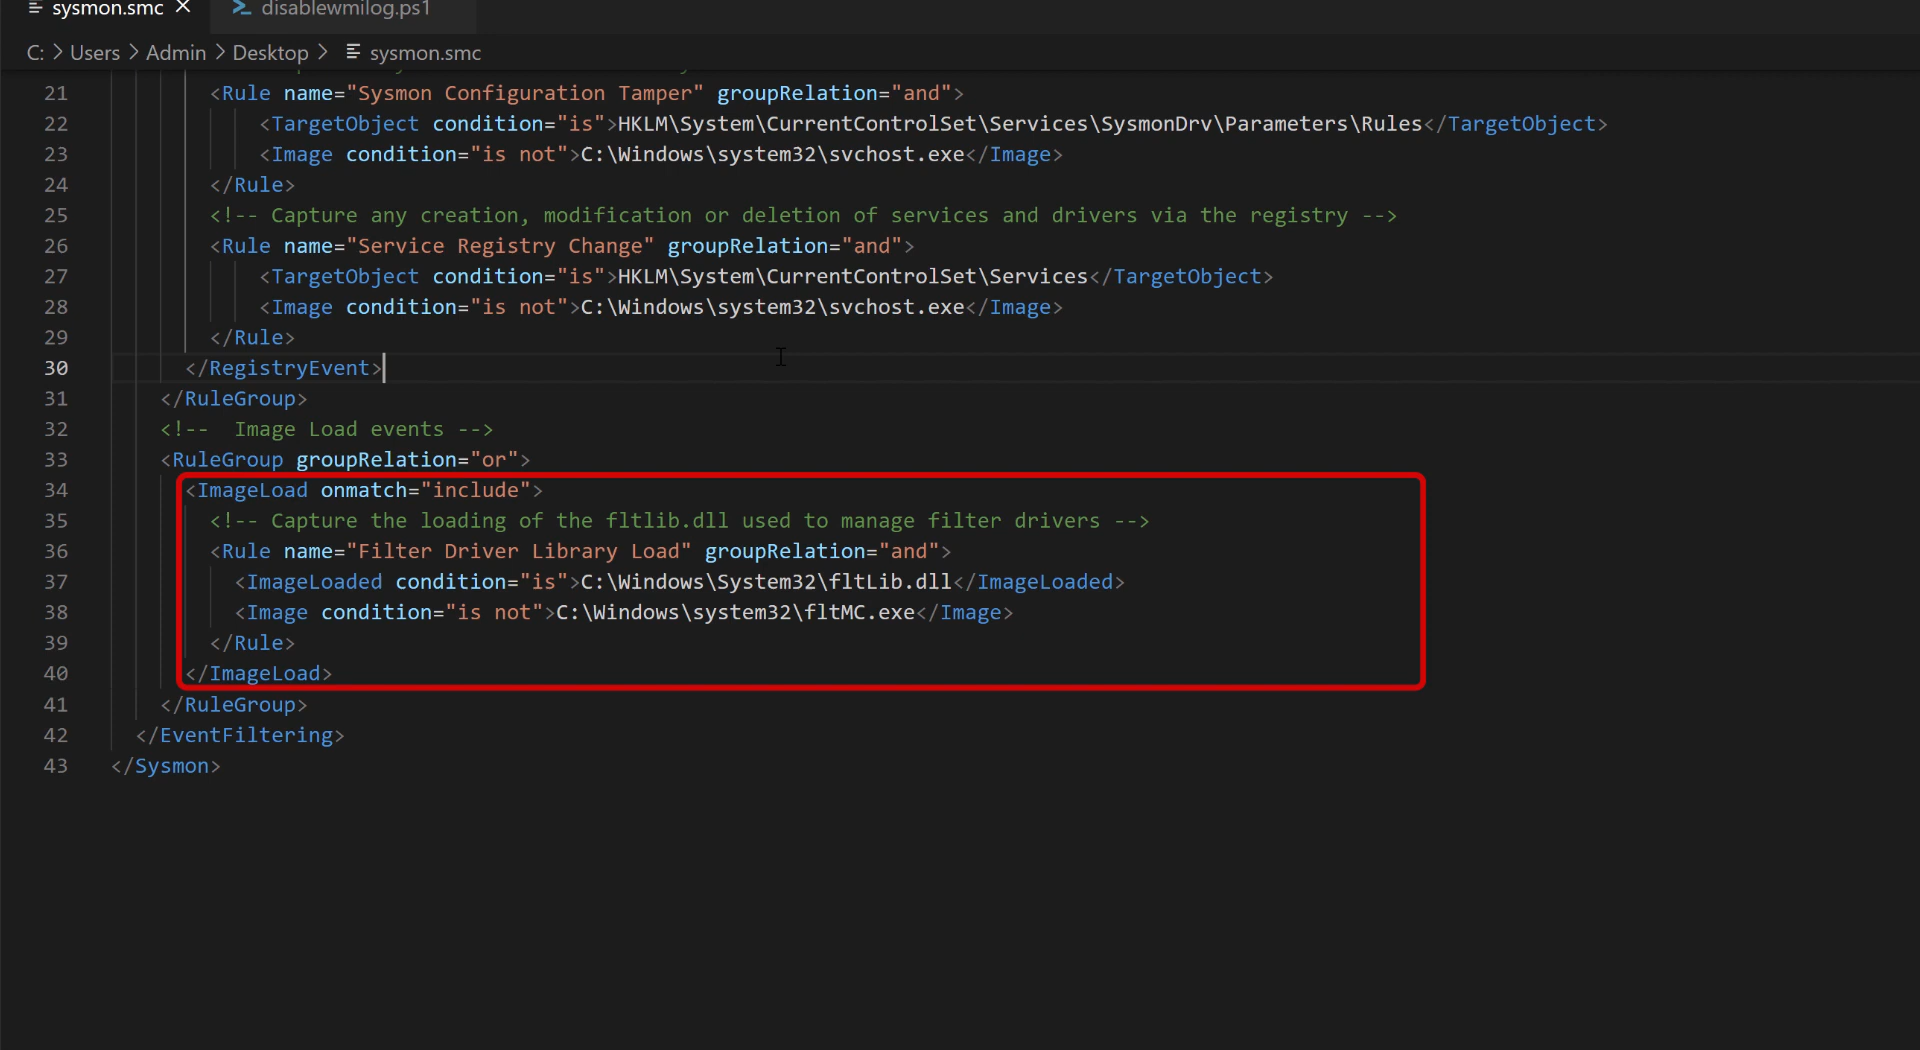 sysmon.smc
disablewmilog.ps1
C: > Users > Admin > Desktop > sysmon.smc
21 <Rule name="Sysmon Configuration Tamper" groupRelation="and">
22 <TargetObject condition="is">HKLM\System\CurrentControlSet\Services\SysmonDrv\Parameters\Rules</TargetObject>
23 <Image condition="is not">C:\Windows\system32\svchost.exe</Image>
24 </Rule>
25 <!-- Capture any creation, modification or deletion of services and drivers via the registry -->
26 <Rule name="Service Registry Change" groupRelation="and">
27 <TargetObject condition="is">HKLM\System\CurrentControlSet\Services</TargetObject>
28 <Image condition="is not">C:\Windows\system32\svchost.exe</Image>
29 </Rule>
30 </RegistryEvent>
31 </RuleGroup>
32 <!--  Image Load events -->
33 <RuleGroup groupRelation="or">
34 <ImageLoad onmatch="include">
35 <!-- Capture the loading of the fltlib.dll used to manage filter drivers -->
36 <Rule name="Filter Driver Library Load" groupRelation="and">
37 <ImageLoaded condition="is">C:\Windows\System32\fltLib.dll</ImageLoaded>
38 <Image condition="is not">C:\Windows\system32\fltMC.exe</Image>
39 </Rule>
40 </ImageLoad>
41 </RuleGroup>
42 </EventFiltering>
43 </Sysmon>